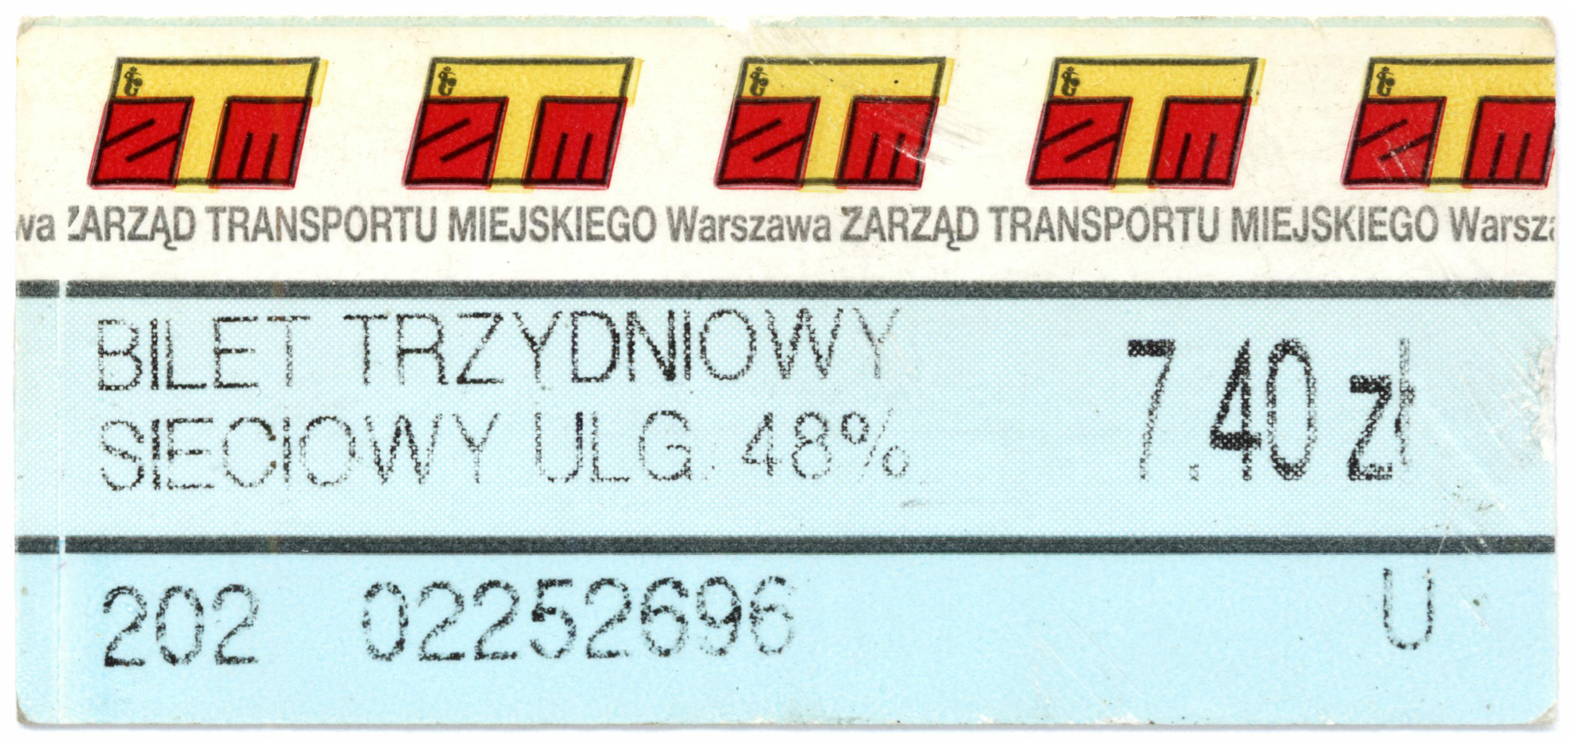 ZTM ZTM ZTM ZTM ZTM
wa ZARZĄD TRANSPORTU MIEJSKIEGO Warszawa ZARZĄD TRANSPORTU MIEJSKIEGO Warsza
BILET TRZYDNIOWY
SIECIOWY ULG. 48%
7.40 zł
202 02252696 U